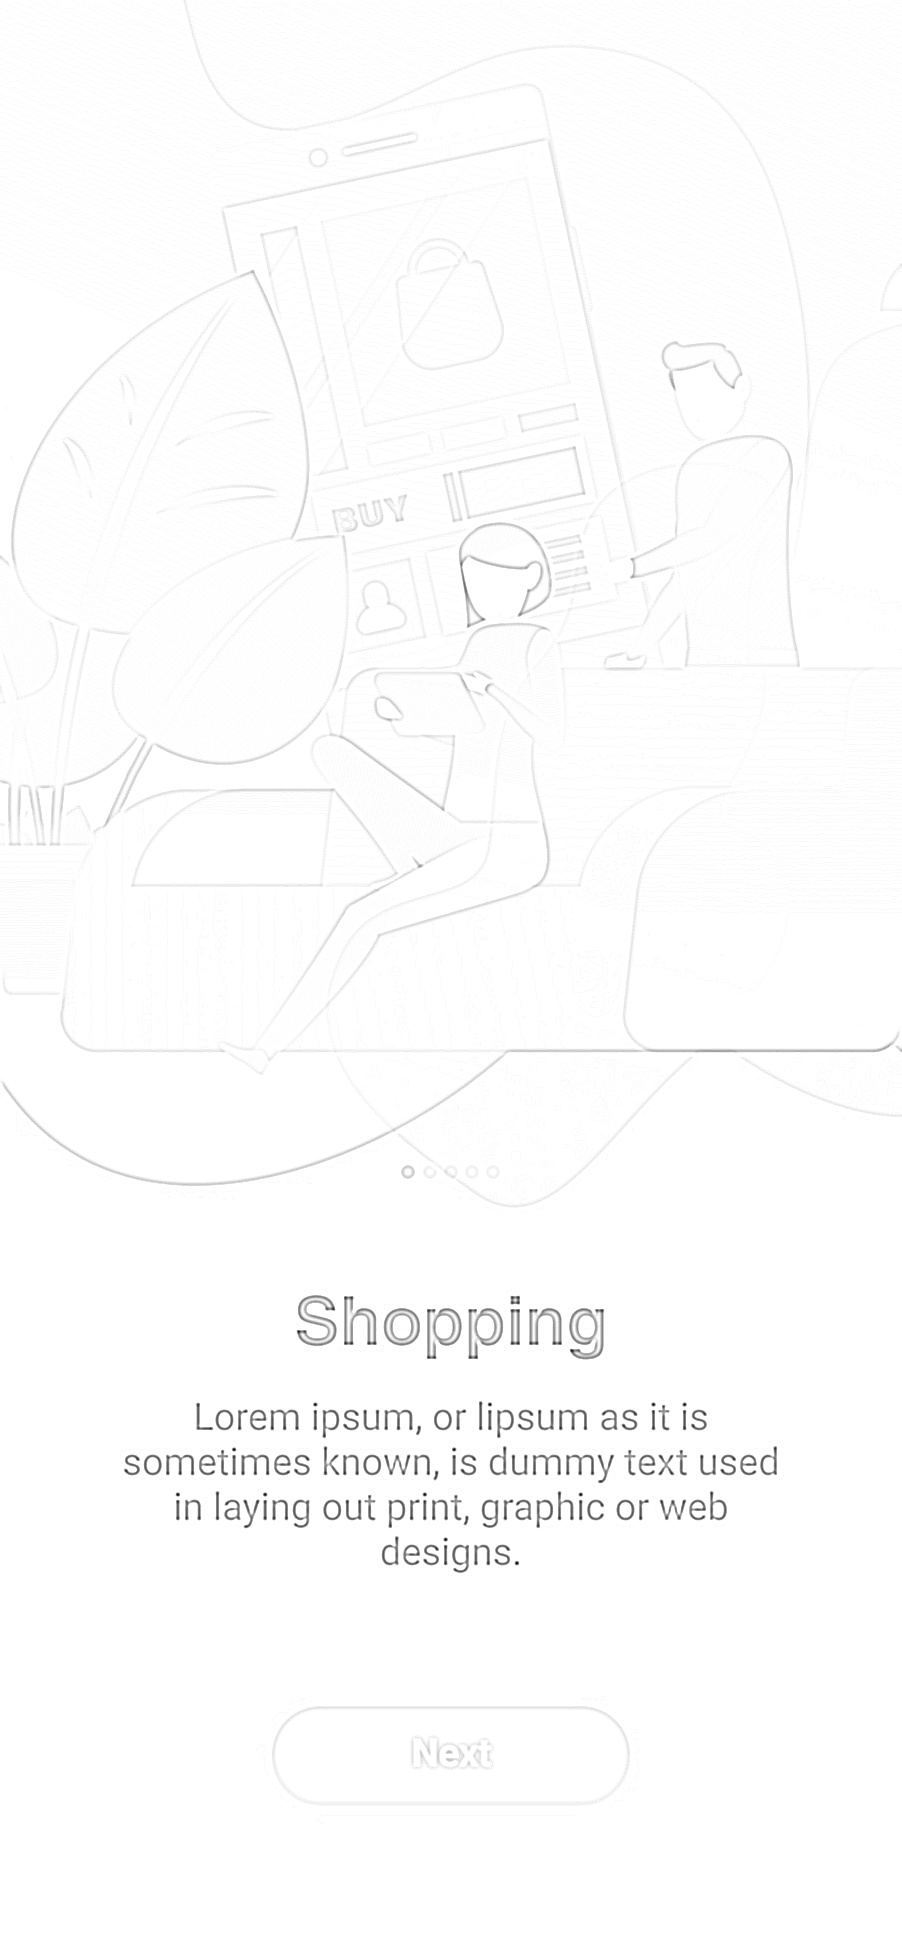 BUY
Shopping
Lorem ipsum, or lipsum as it is
sometimes known, is dummy text used
in laying out print, graphic or web
designs.
Next